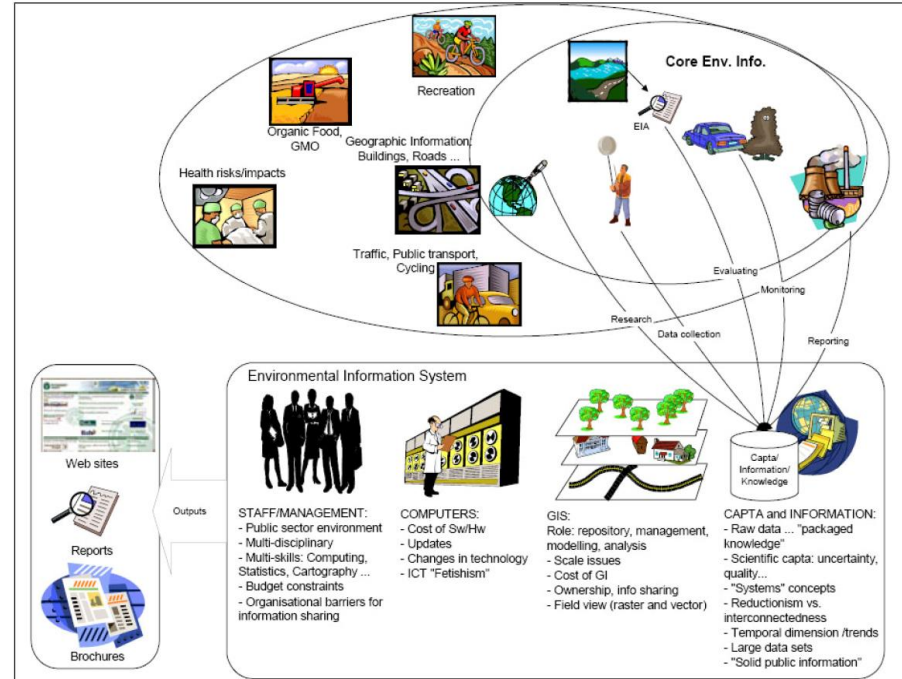 Core Env. Info.
Recreation
EIA
Organic Food,
GMO
Geographic Information,
Buildings, Roads ...
Health risks/impacts
Traffic, Public transport,
Cycling
Evaluating
Monitoring
Research
Data collection
Reporting
Environmental Information System
Web sites
Reports
Brochures
Outputs
Capta/
Information/
Knowledge
STAFF/MANAGEMENT:
- Public sector environment
- Multi-disciplinary
- Multi-skills: Computing,
Statistics, Cartography ...
- Budget constraints
- Organisational barriers for
information sharing
COMPUTERS:
- Cost of Sw/Hw
- Updates
- Changes in technology
- ICT "Fetishism"
GIS:
Role: repository, management,
modelling, analysis
- Scale issues
- Cost of GI
- Ownership, info sharing
- Field view (raster and vector)
CAPTA and INFORMATION:
- Raw data ... "packaged
knowledge"
- Scientific capta: uncertainty,
quality...
- "Systems" concepts
- Reductionism vs.
interconnectedness
- Temporal dimension /trends
- Large data sets
- "Solid public information"